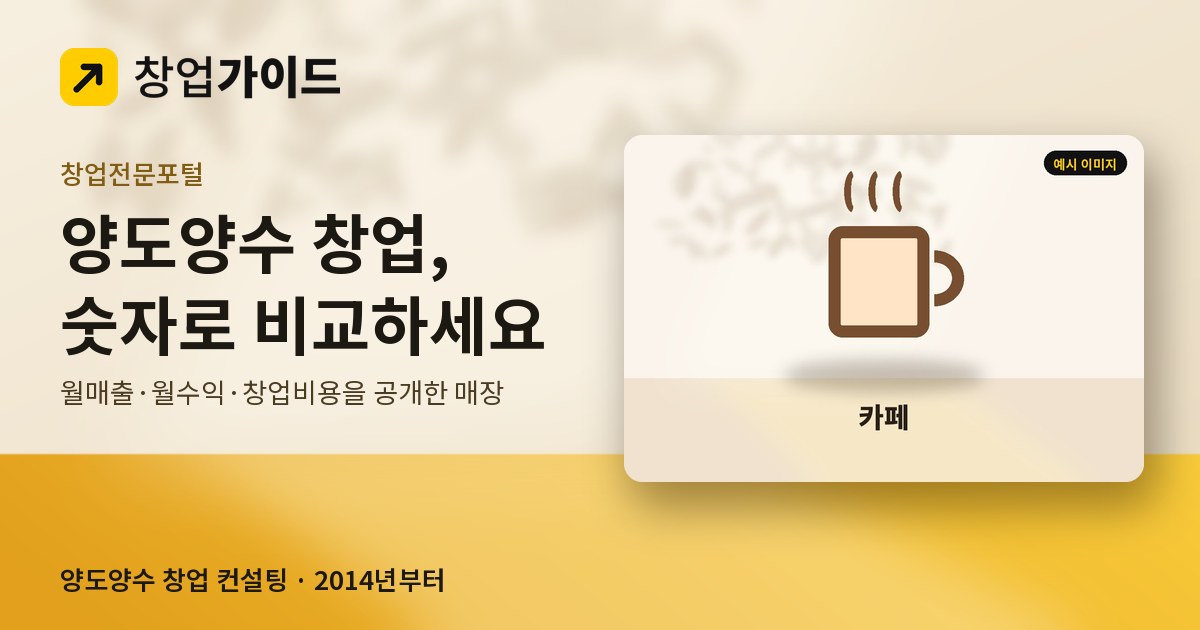 창업가이드
창업전문포털
양도양수 창업,
숫자로 비교하세요
월매출·월수익·창업비용을 공개한 매장
예시 이미지
카페
양도양수 창업 컨설팅 · 2014년부터